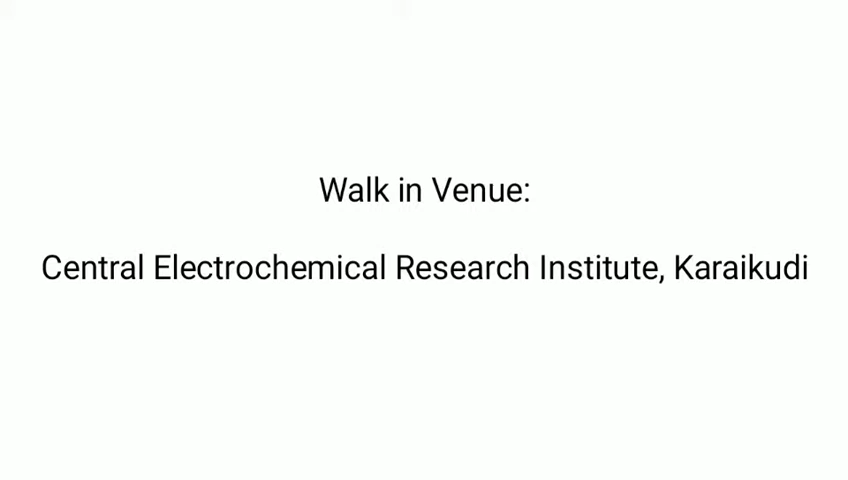 Walk in Venue:
Central Electrochemical Research Institute, Karaikudi